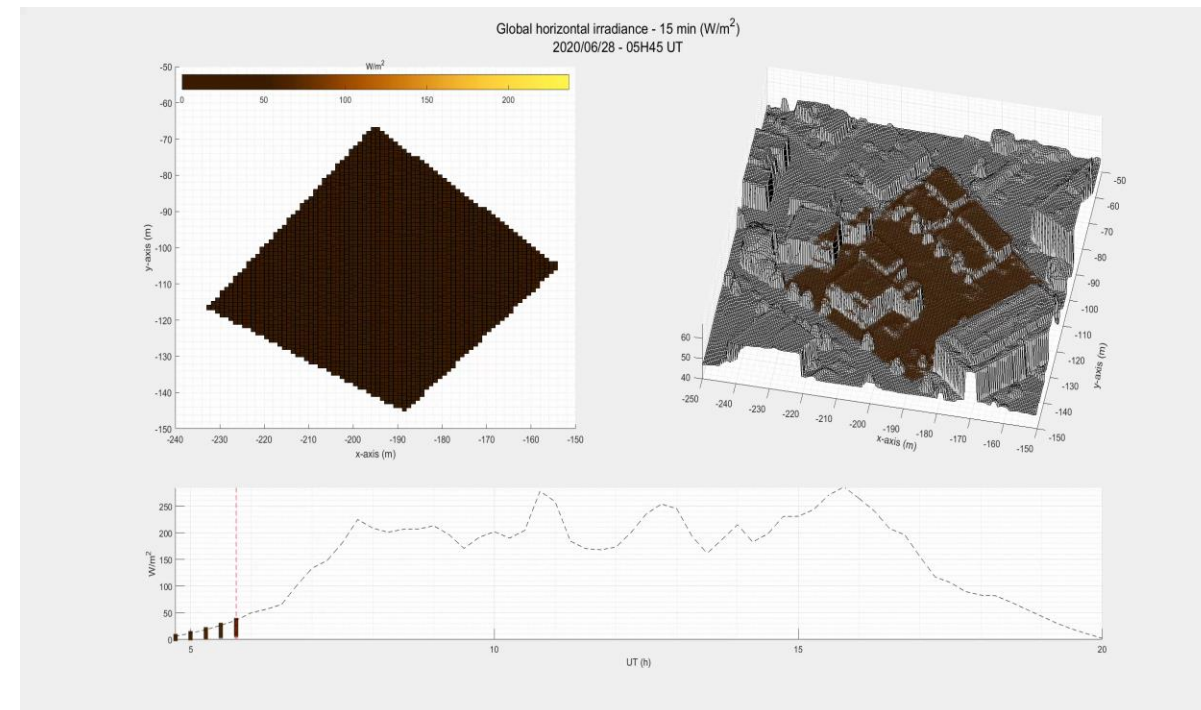 Global horizontal irradiance - 15 min (W/m2)
2020/06/28 - 05H45 UT
W/m2
0 50 100 150 200
-50
-60
-70
-80
-90
-100
-110
-120
-130
-140
-150
y-axis (m)
-240 -230 -220 -210 -200 -190 -180 -170 -160 -150
x-axis (m)
60
50
40
-250 -240 -230 -220 -210 -200 -190 -180 -170 -160 -150
x-axis (m)
-50
-60
-70
-80
-90
-100
-110
-120
-130
-140
-150
y-axis (m)
250
200
150
100
50
0
W/m2
5 10 15 20
UT (h)